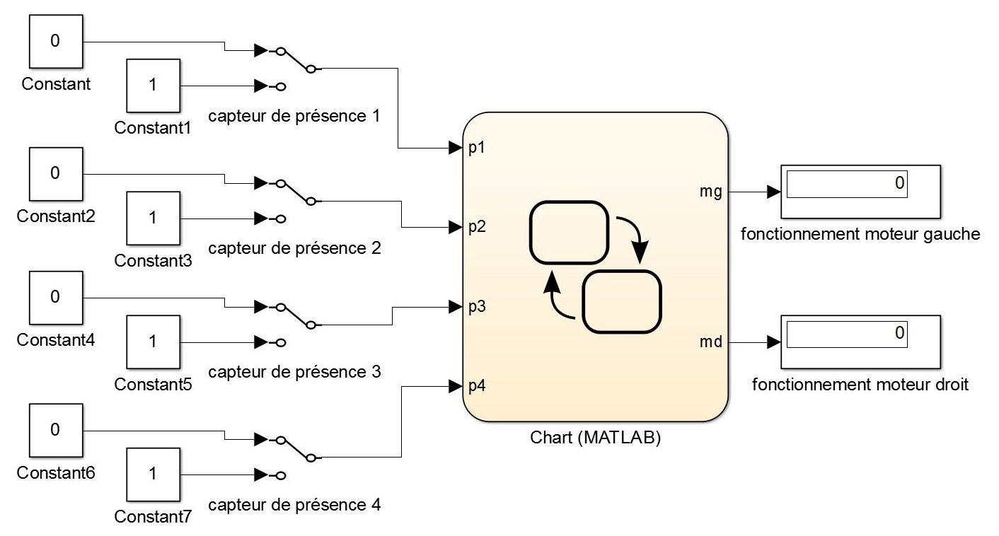 0
Constant
1
Constant1
capteur de présence 1
0
Constant2
1
Constant3
capteur de présence 2
0
Constant4
1
Constant5
capteur de présence 3
0
Constant6
1
Constant7
capteur de présence 4
p1
p2
p3
p4
mg
md
Chart (MATLAB)
0
fonctionnement moteur gauche
0
fonctionnement moteur droit